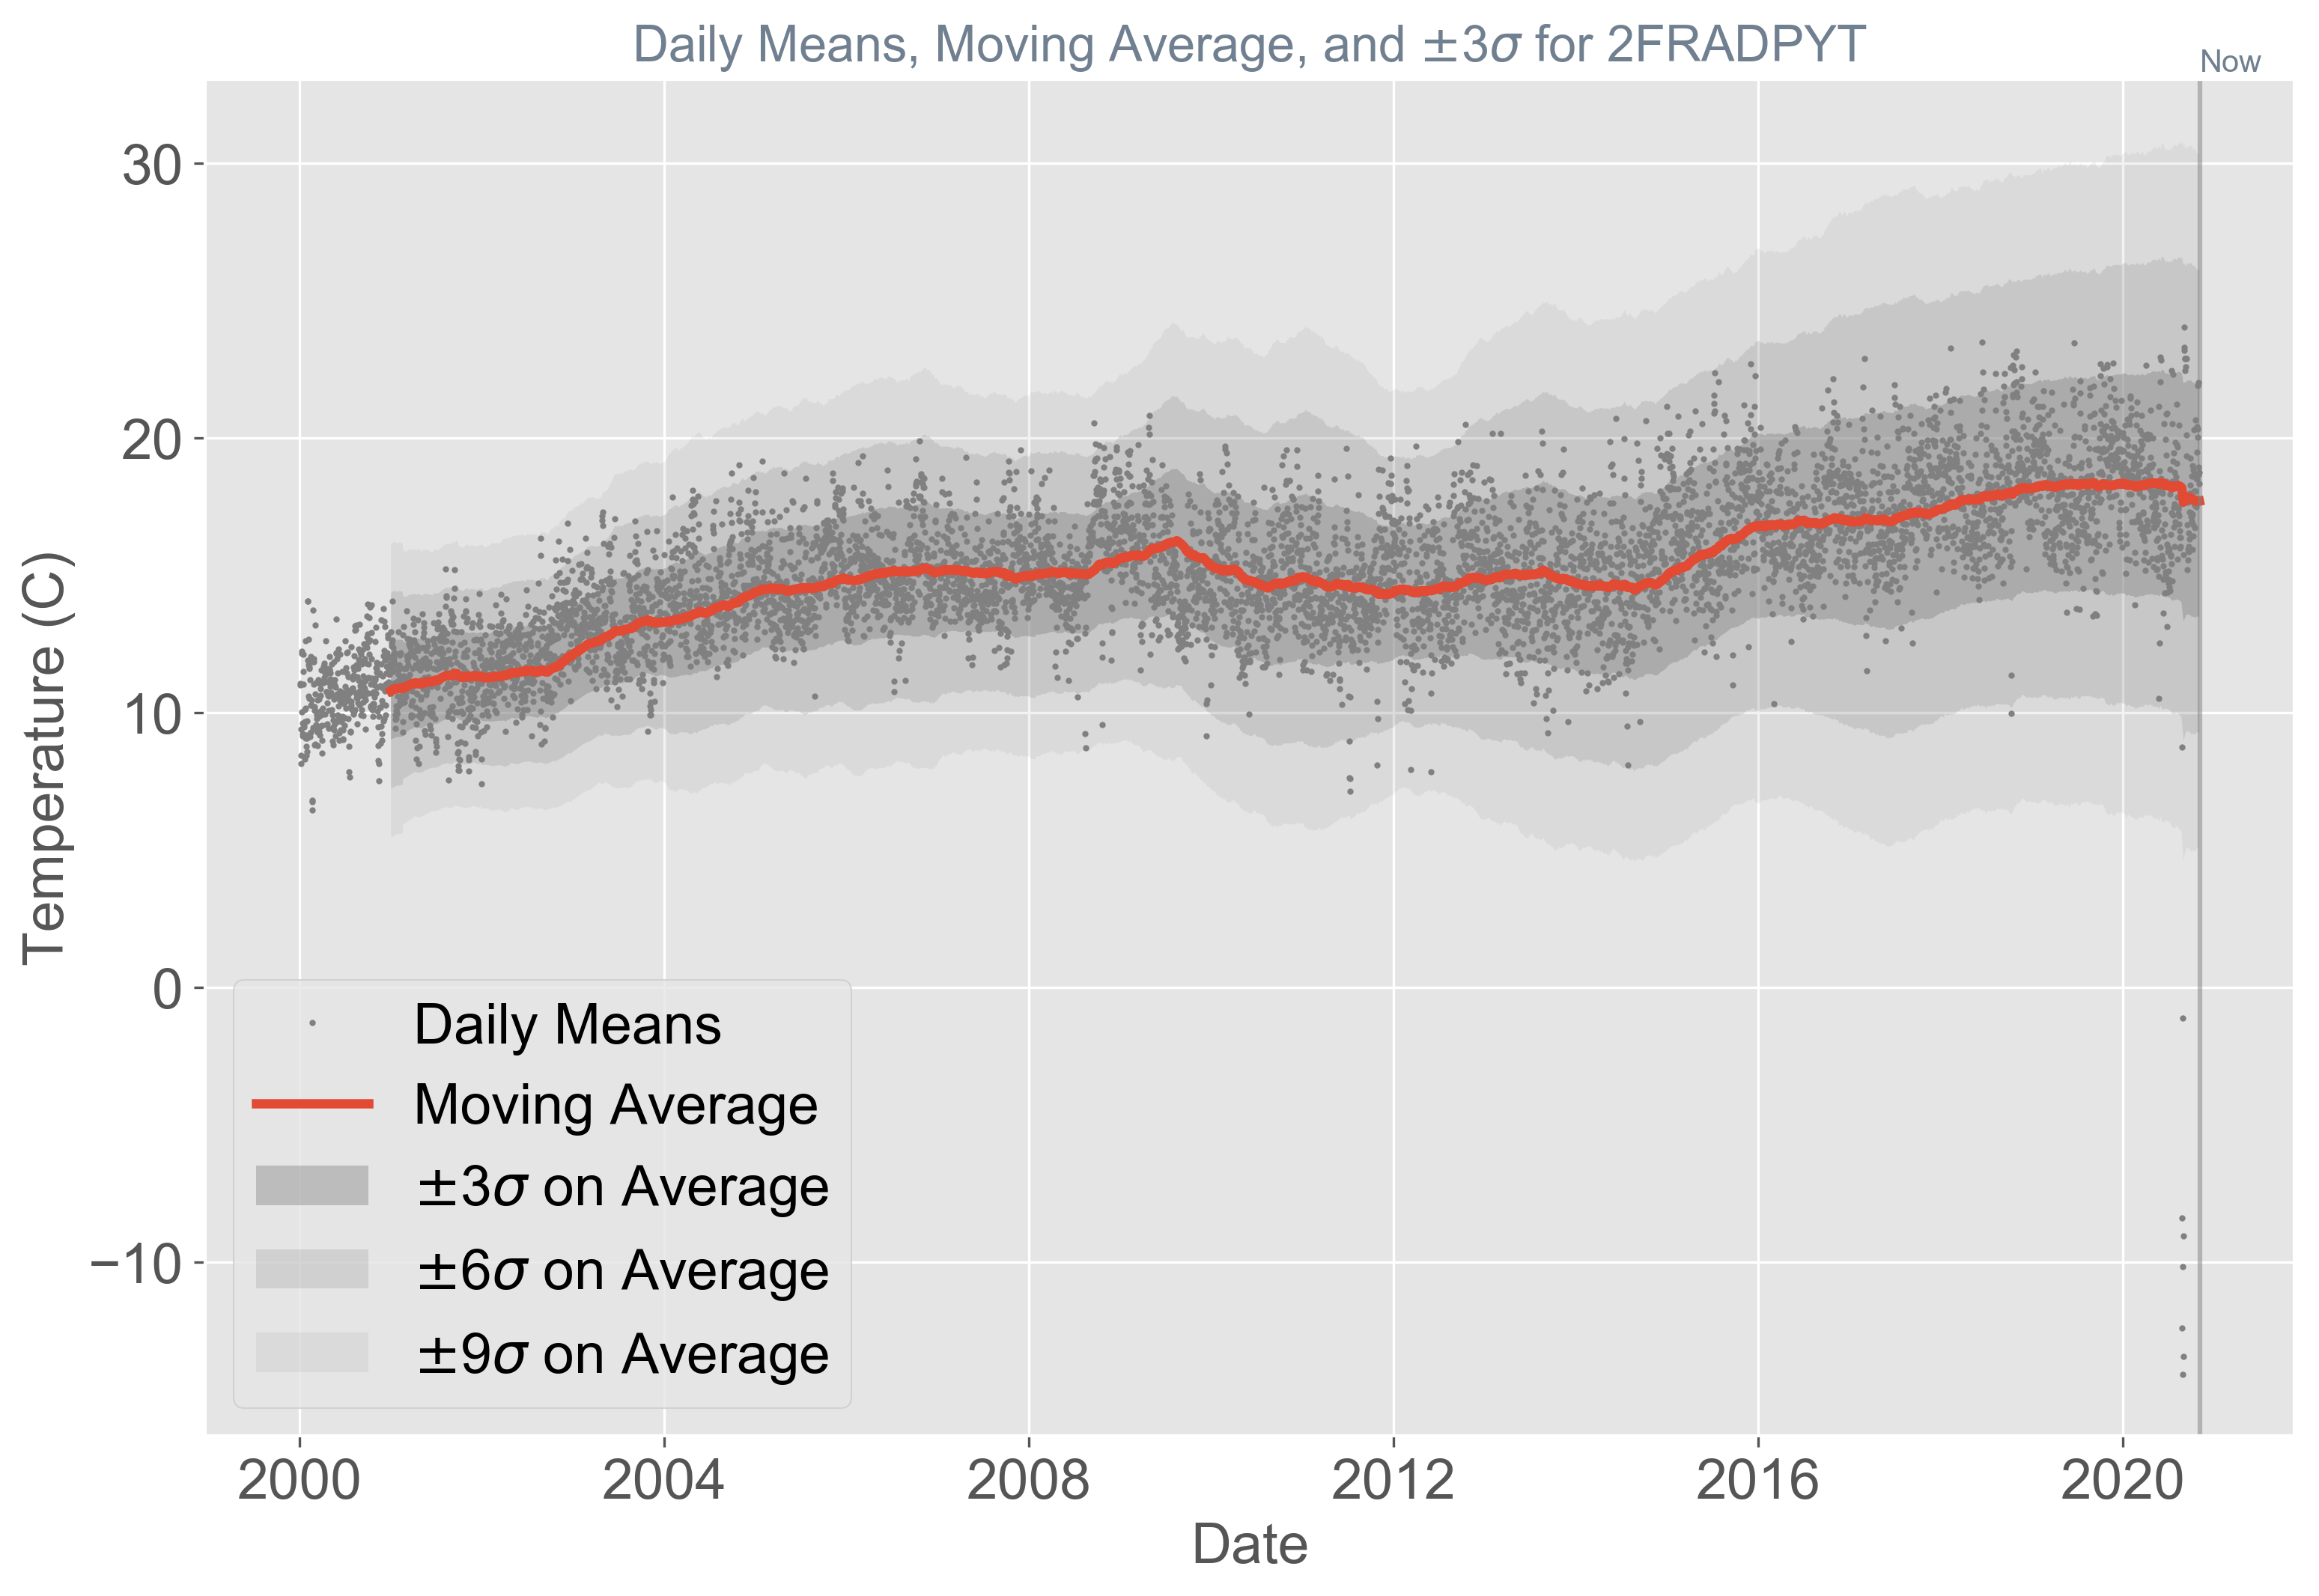 Daily Means, Moving Average, and ±3σ for 2FRADPYT
Now
Temperature (C)
30
20
10
0
−10
Daily Means
Moving Average
±3σ on Average
±6σ on Average
±9σ on Average
2000 2004 2008 2012 2016 2020
Date